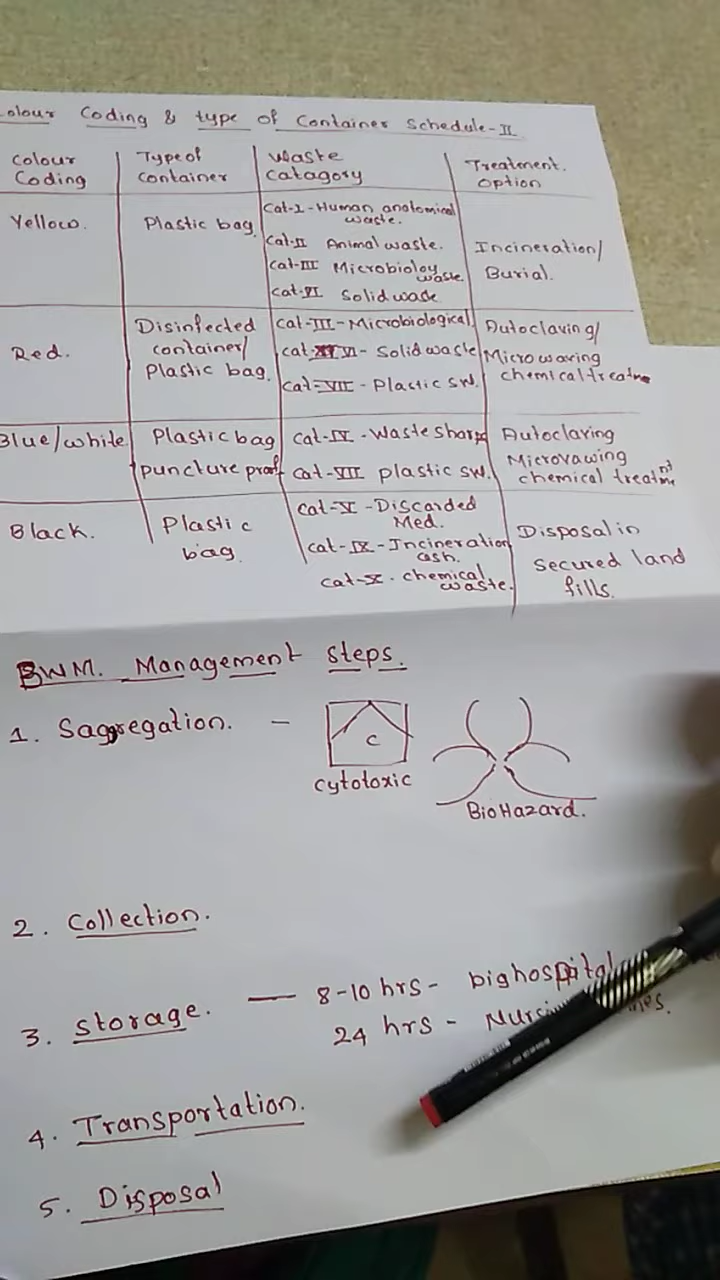 olour Coding & type of Container Schedule-II
Colour Coding
Type of Container
Waste Catagory
Treatement. Option
Yellow.
Plastic bag.
Cat-I-Human anatomical waste.
Cat-II Animal waste.
Cat-III Microbioloy waste
Cat-VI Solid waste
Incineration/
Burial.
Red.
Disinfected
container/
Plastic bag.
Cat-III-Microbiological
cat-VI-Solid waste
cat-VII-Plastic sw.
Autoclaving/
Microwaving
chemical treatme
Blue/white
Plastic bag
puncture proof
Cat-IV-Waste sharps
cat-VII plastic sw.
Autoclaving
Microvawing
chemical treatment
Black.
Plastic
bag.
Cat-V-Discarded
Med.
cat-IX-Incineration
ash.
cat-X. chemical
waste.
Disposal in
secured land
fills.
BWM. Management steps.
1. Saggregation. -
C
cytotoxic
BioHazard.
2. Collection.
3. Storage. — 8-10 hrs- big hospital
24 hrs -
4. Transportation.
5. Disposal